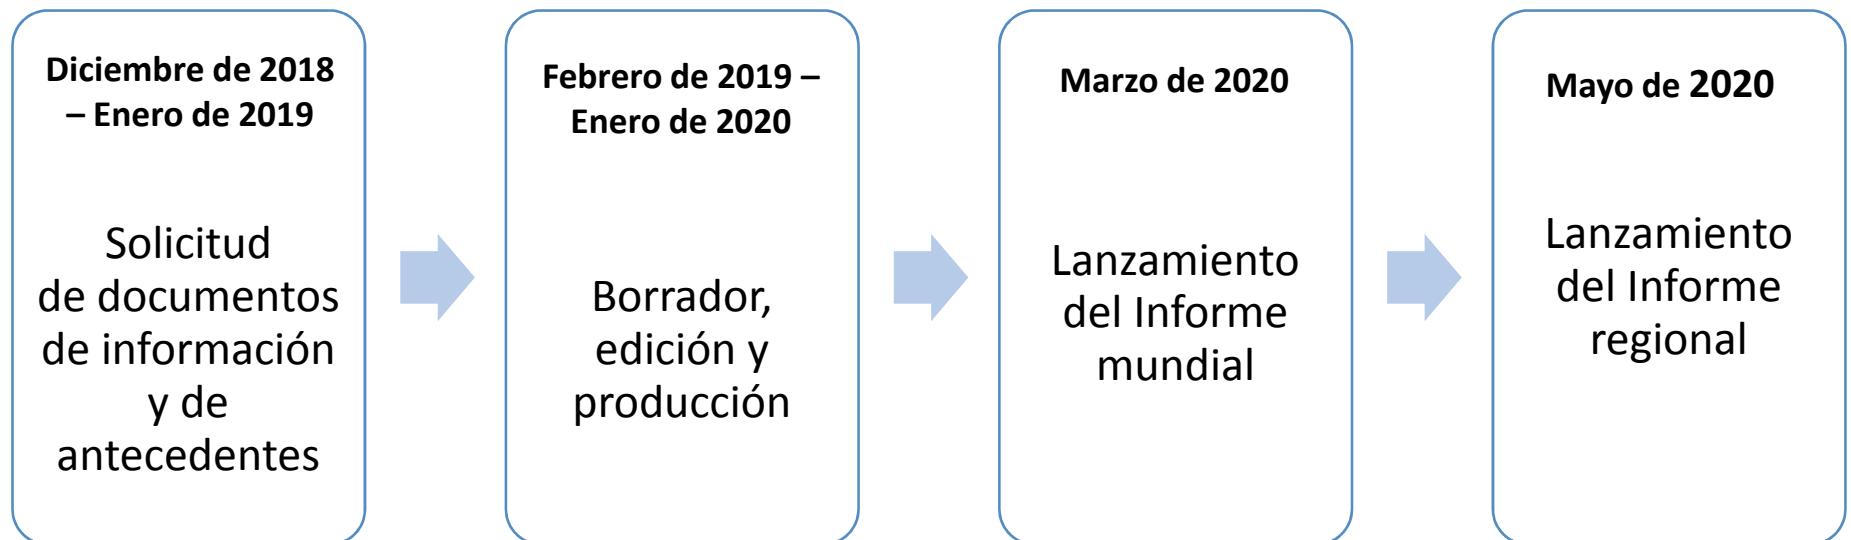 Diciembre de 2018
– Enero de 2019
Solicitud
de documentos
de información
y de
antecedentes
Febrero de 2019 –
Enero de 2020
Borrador,
edición y
producción
Marzo de 2020
Lanzamiento
del Informe
mundial
Mayo de 2020
Lanzamiento
del Informe
regional